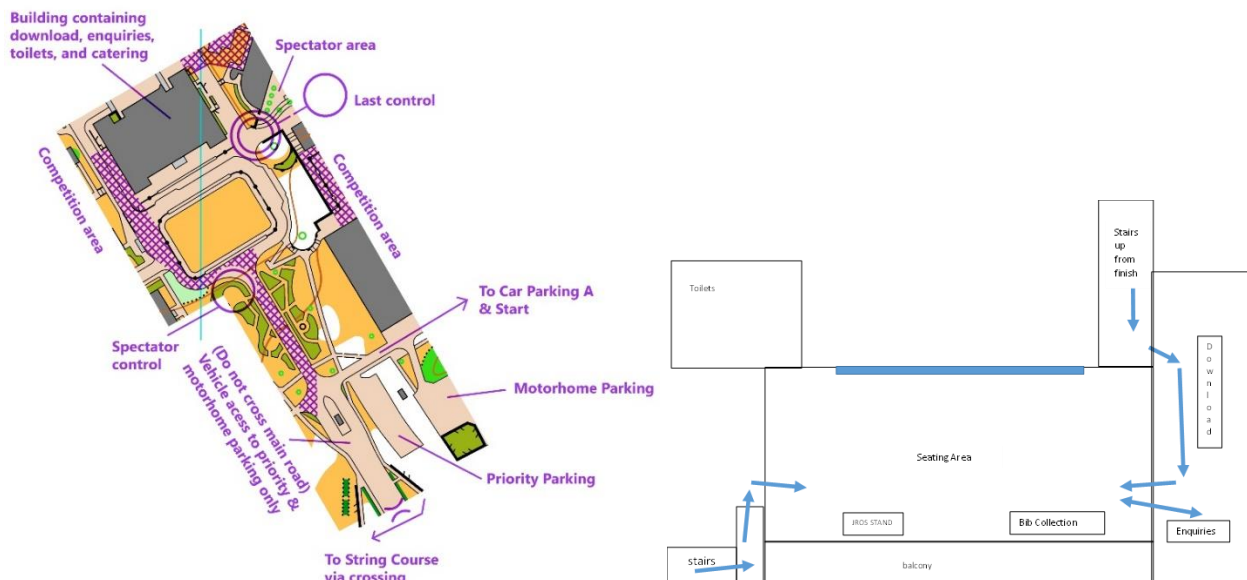 Building containing
download, enquiries,
toilets, and catering
Spectator area
Last control
Competition area
Competition area
To Car Parking A
& Start
Spectator
control
(Do not cross main road)
Vehicle acess to priority &
motorhome parking only
Motorhome Parking
Priority Parking
To String Course
via crossing
Toilets
Stairs
up
from
finish
Download
Seating Area
JROS STAND
Bib Collection
Enquiries
stairs
balcony